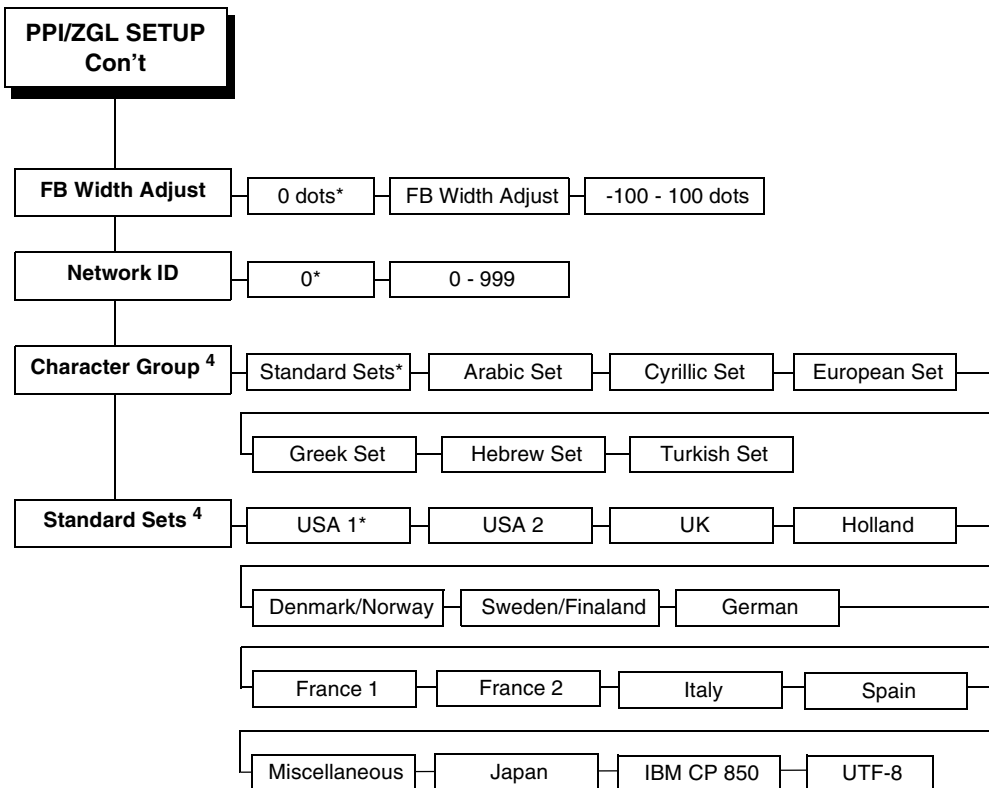 PPI/ZGL SETUP
Con't
FB Width Adjust
0 dots*
FB Width Adjust
-100 - 100 dots
Network ID
0*
0 - 999
Character Group 4
Standard Sets*
Arabic Set
Cyrillic Set
European Set
Greek Set
Hebrew Set
Turkish Set
Standard Sets 4
USA 1*
USA 2
UK
Holland
Denmark/Norway
Sweden/Finaland
German
France 1
France 2
Italy
Spain
Miscellaneous
Japan
IBM CP 850
UTF-8